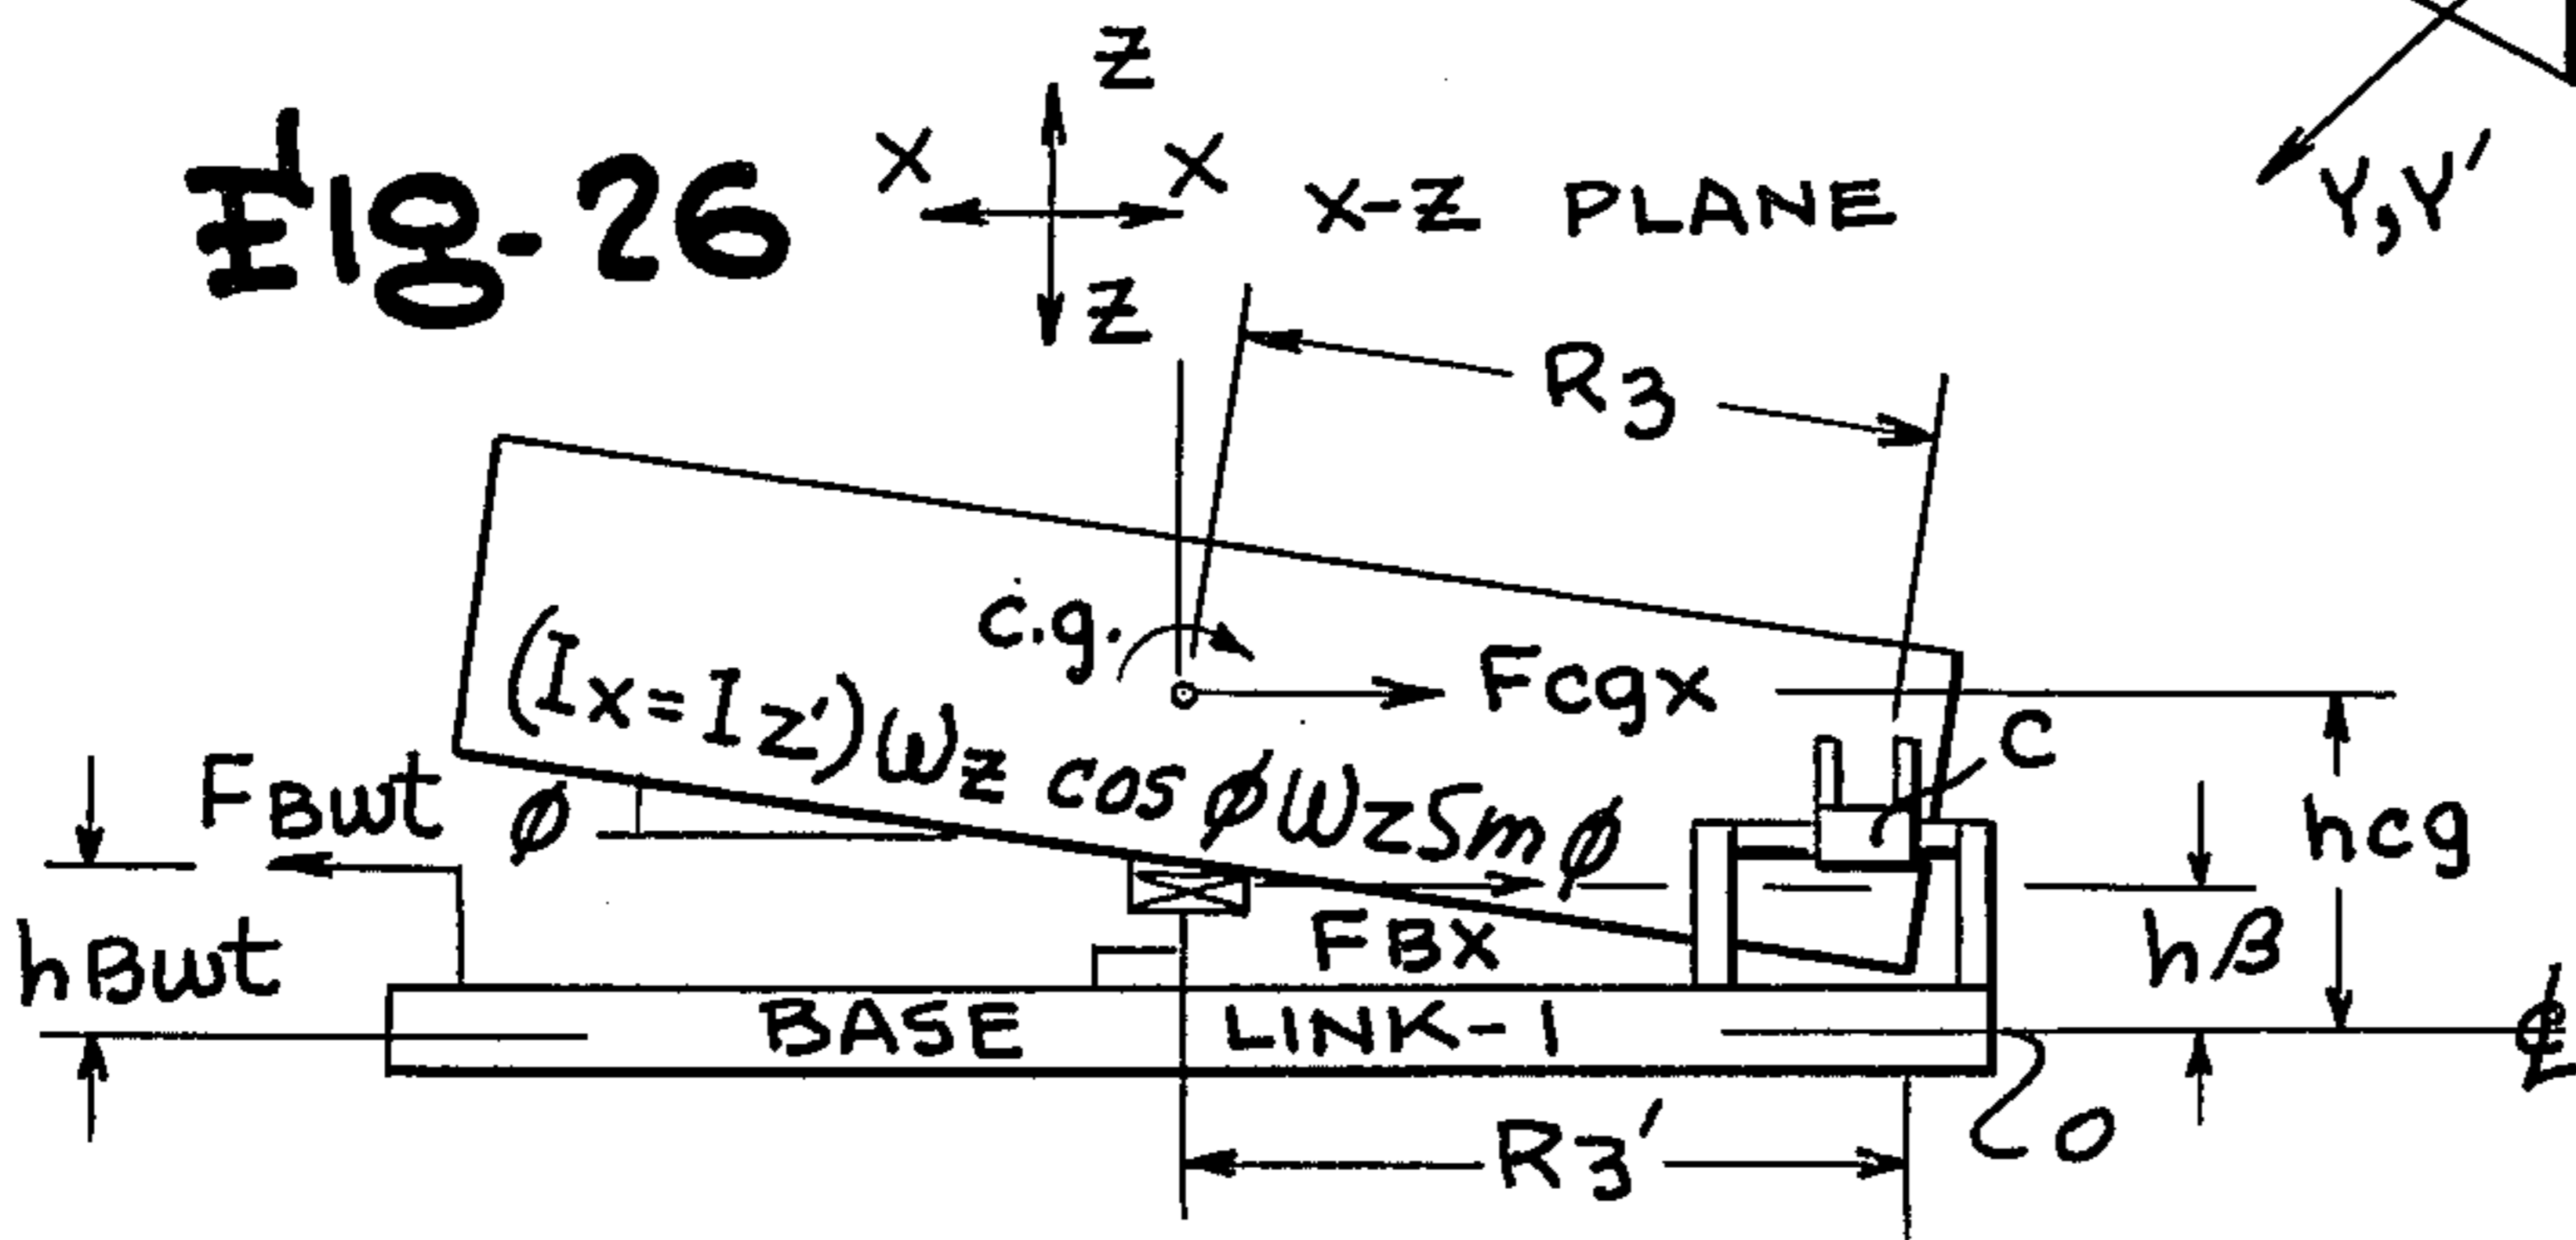 Fig-26
Z
X X
X-Z PLANE
Z
Y,Y'
R3
c.g.
Fcgx
(Ix=Iz')ωz cos ϕ ωz Sin ϕ
C
FBwt
ϕ
hcg
hBwt
FBX
hB
BASE LINK-1
℄
R3'
O